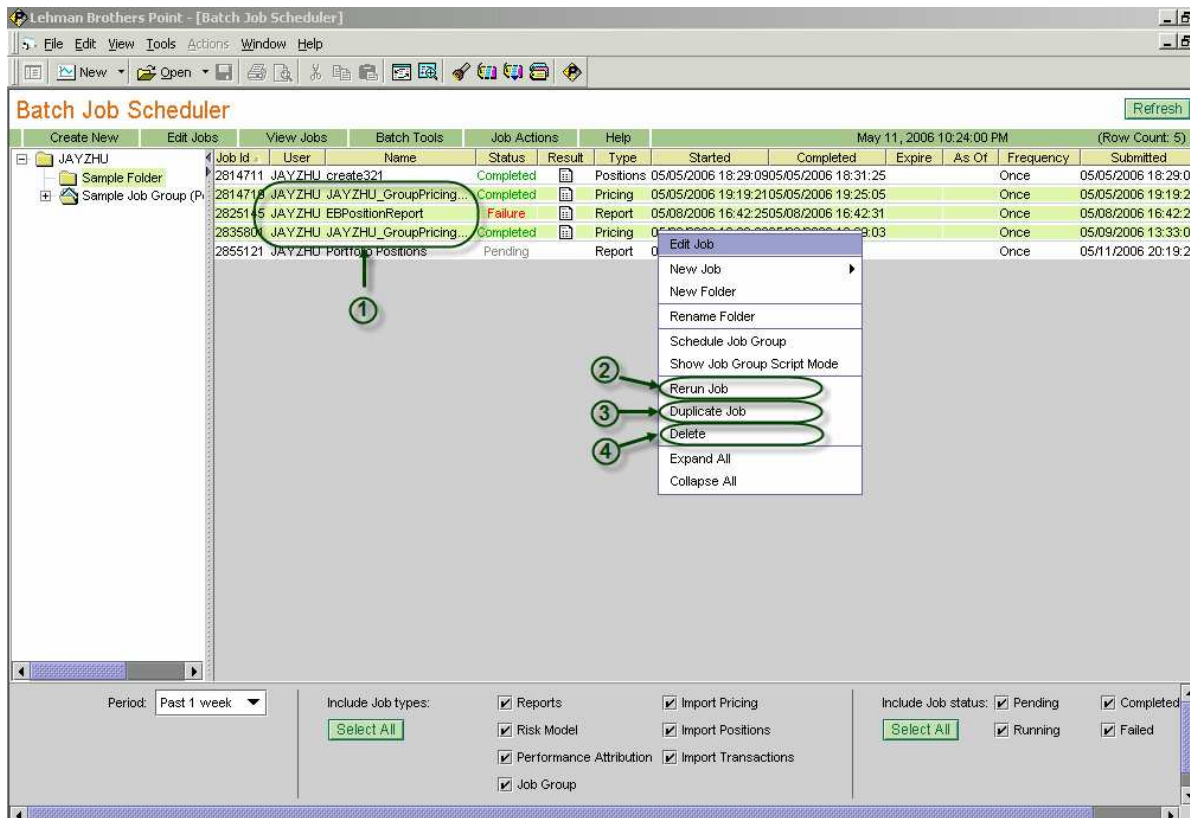 Lehman Brothers Point - [Batch Job Scheduler]
File Edit View Tools Actions Window Help
New Open
Batch Job Scheduler
Refresh
Create New Edit Jobs View Jobs Batch Tools Job Actions Help May 11, 2006 10:24:00 PM (Row Count: 5)
JAYZHU
Sample Folder
Sample Job Group (P
Job Id User Name Status Result Type Started Completed Expire As Of Frequency Submitted
2814711 JAYZHU create321 Completed Positions 05/05/2006 18:29:09 05/05/2006 18:31:25 Once 05/05/2006 18:29:0
JAYZHU JAYZHU_GroupPricing... Completed Pricing 05/05/2006 19:19:21 05/05/2006 19:25:05 Once 05/05/2006 19:19:2
2825145 JAYZHU EBPositionReport Failure Report 05/08/2006 16:42:25 05/08/2006 16:42:31 Once 05/08/2006 16:42:2
2835801 JAYZHU JAYZHU_GroupPricing... Completed Pricing Once 05/09/2006 13:33:0
2855121 JAYZHU Portfolio Positions Pending Report 0 Once 05/11/2006 20:19:2
1
Edit Job
New Job
New Folder
Rename Folder
Schedule Job Group
Show Job Group Script Mode
2 Rerun Job
3 Duplicate Job
4 Delete
Expand All
Collapse All
Period: Past 1 week
Include Job types:
Select All
Reports Import Pricing
Risk Model Import Positions
Performance Attribution Import Transactions
Job Group
Include Job status: Pending Completed
Select All Running Failed